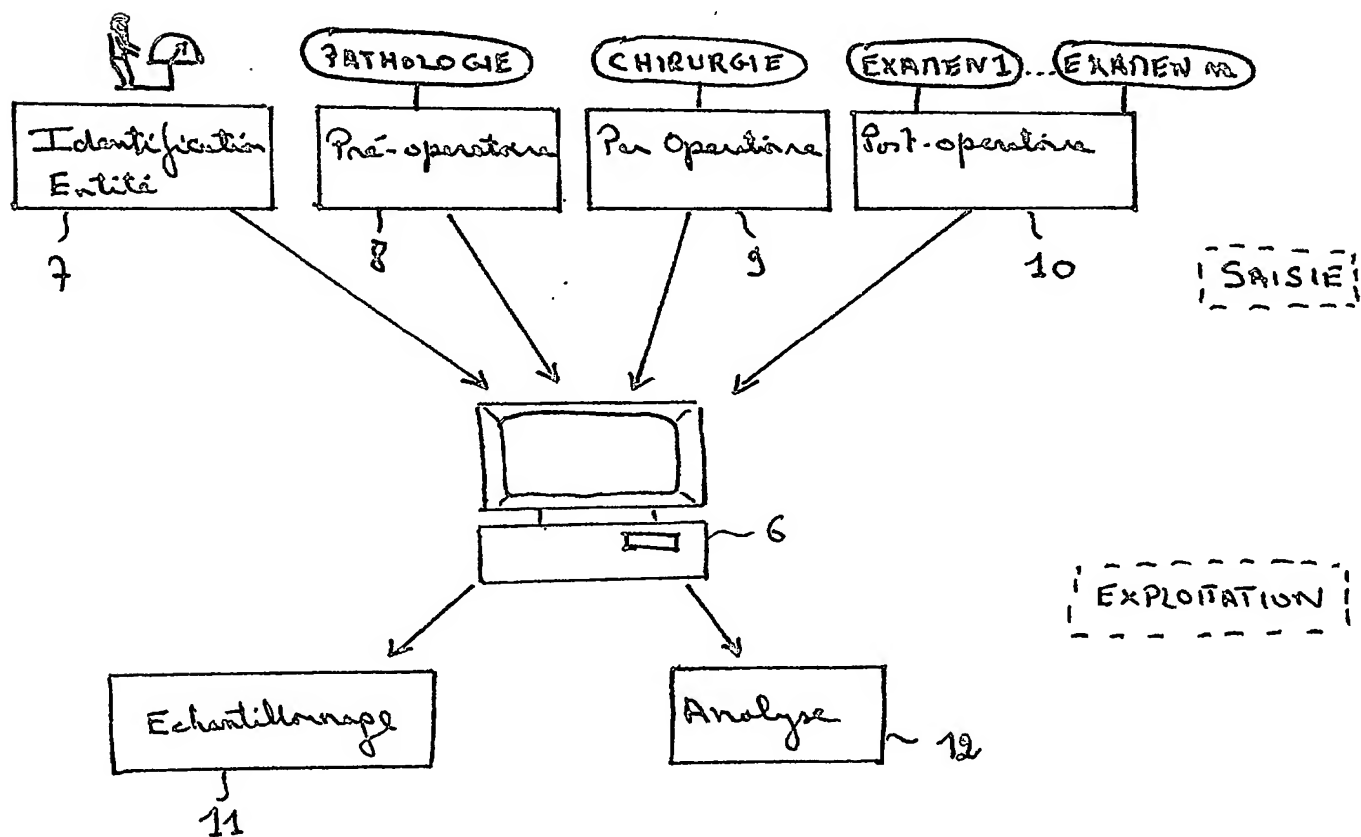 PATHOLOGIE
CHIRURGIE
EXAMEN 1 ... EXAMEN m
Identification
Entité
Pré-operatoire
Per Operatoire
Post-operatoire
7
8
9
10
SAISIE
6
EXPLOITATION
Echantillonnage
Analyse
12
11